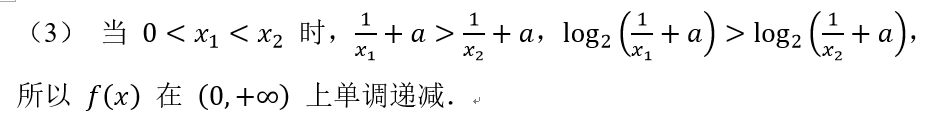 （3） 当 0 < x₁ < x₂ 时，1/x₁ + a > 1/x₂ + a，log₂(1/x₁ + a) > log₂(1/x₂ + a)，
所以 f(x) 在 (0, +∞) 上单调递减．